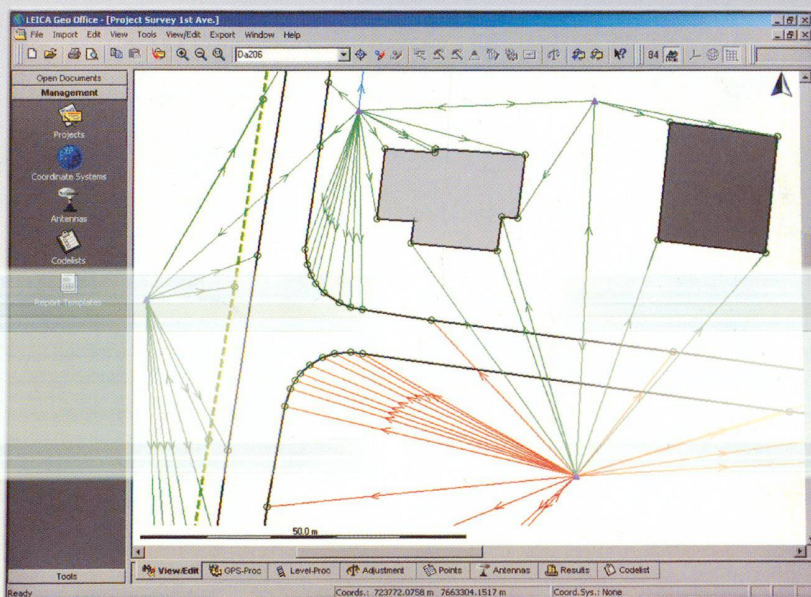 LEICA Geo Office - [Project Survey 1st Ave.]
File Import Edit View Tools View/Edit Export Window Help
Da206
84
Open Documents
Management
Projects
Coordinate Systems
Antennas
Codelists
Report Templates
50.0 m
Tools
View/Edit GPS-Proc Level-Proc Adjustment Points Antennas Results Codelist
Ready Coords.: 723772.0758 m 7663304.1517 m Coord.Sys.: None